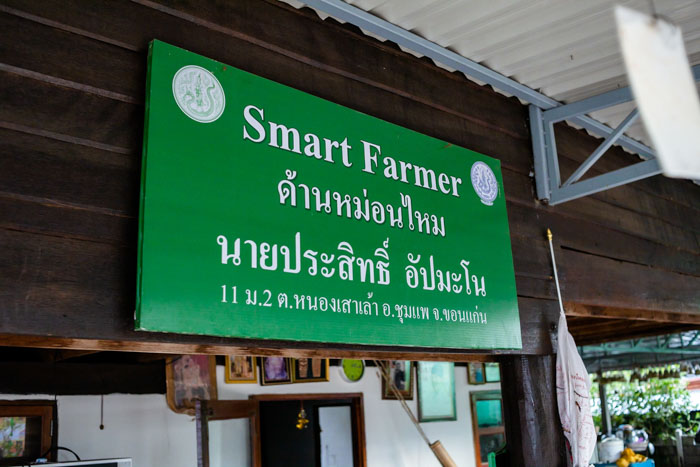 Smart Farmer
ด้านหม่อนไหม
นายประสิทธิ์ อัปมะโน
11 ม.2 ต.หนองเสาเล้า อ.ชุมแพ จ.ขอนแก่น